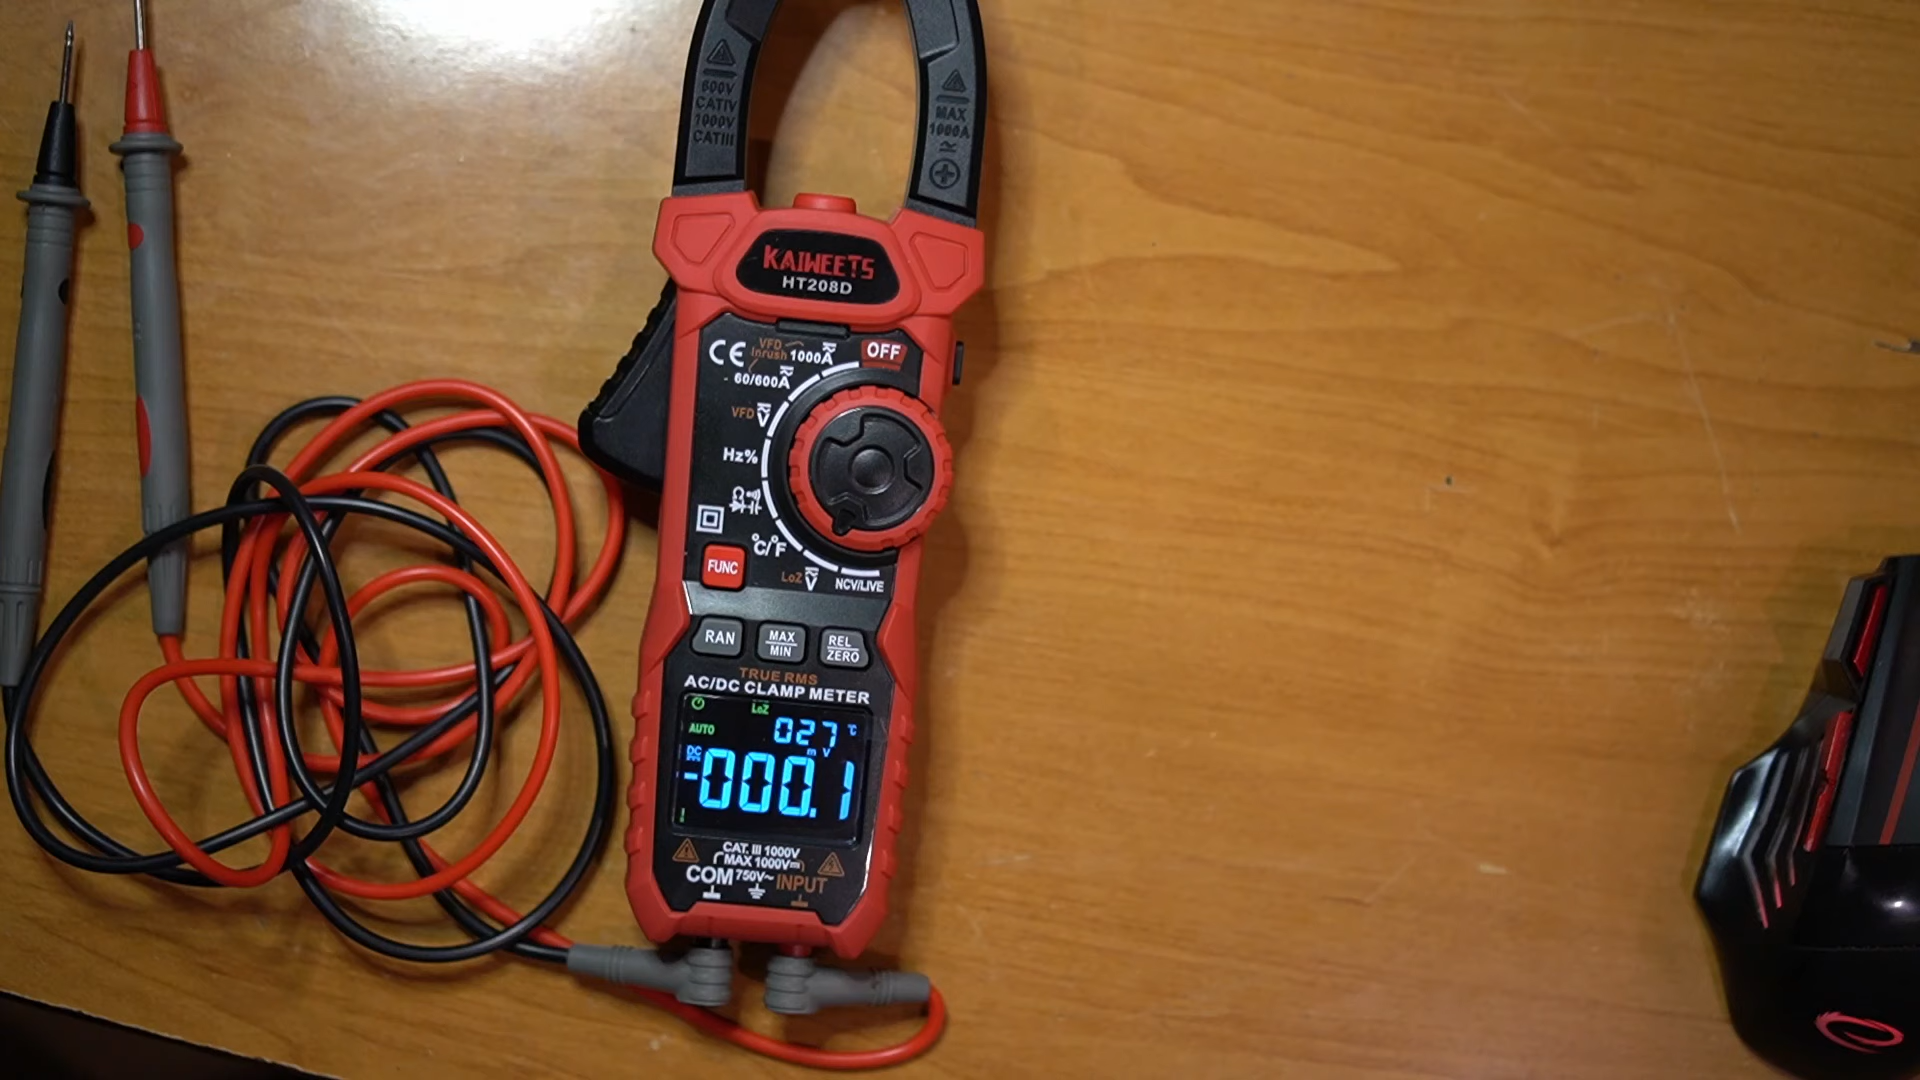 600V
CATIV
1000V
CATIII
MAX
1000A
KAIWEETS
HT208D
CE
VFD
Inrush 1000A
OFF
60/600A
VFD V
Hz%
Ω
°C/°F
FUNC
LoZ V
NCV/LIVE
RAN
MAX
MIN
REL
ZERO
TRUE RMS
AC/DC CLAMP METER
LoZ
AUTO
027 °C
m V
DC
-000.1
CAT. III 1000V
MAX 1000V
COM 750V~ INPUT